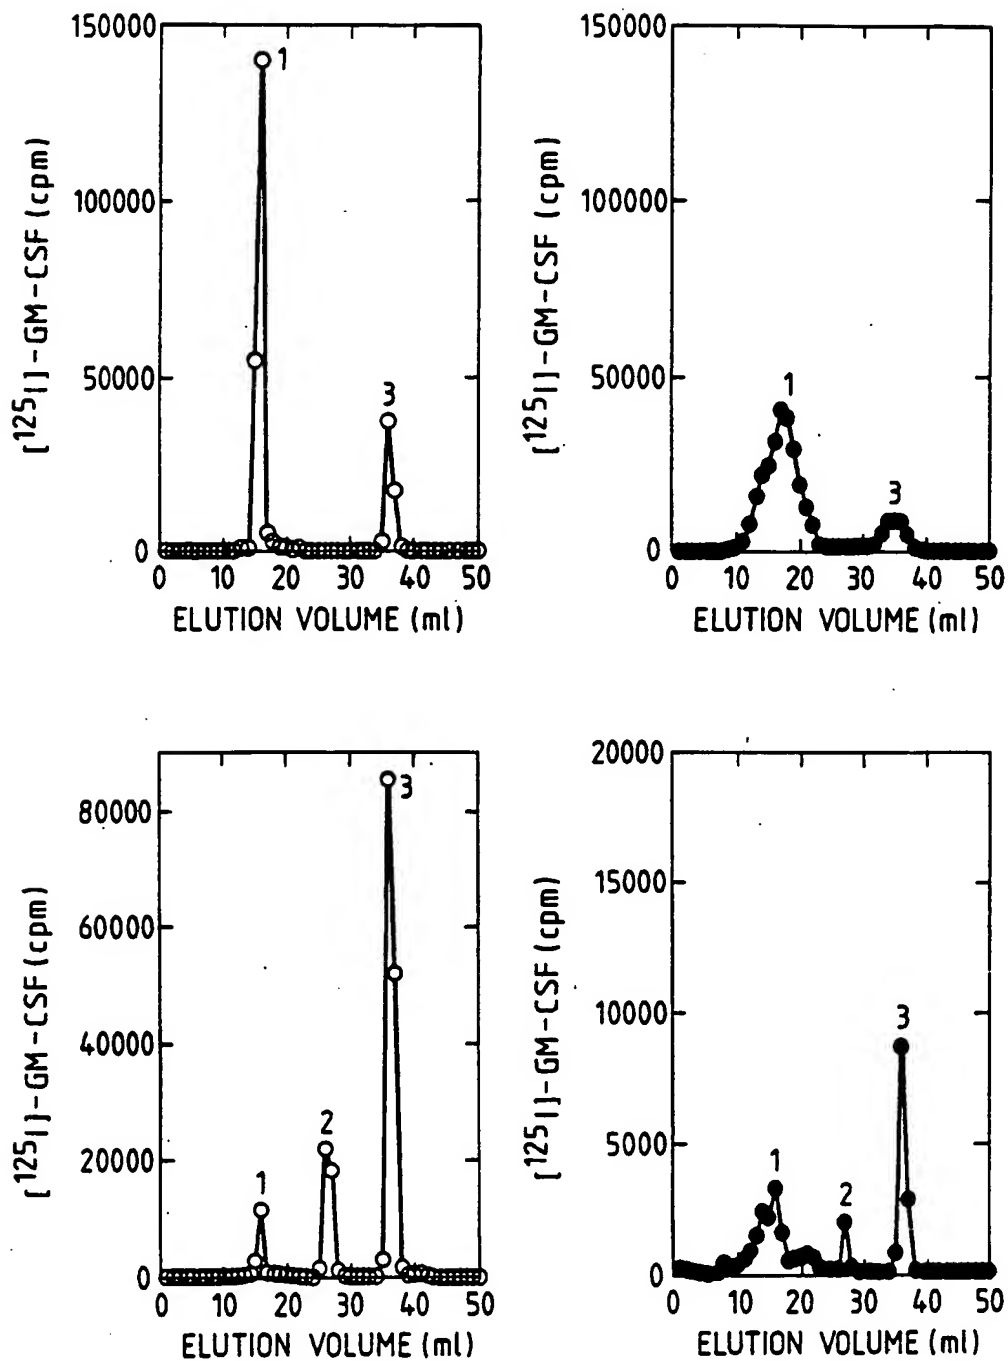 [¹²⁵I]-GM-CSF (cpm)
150000
100000
50000
0
1
3
0 10 20 30 40 50
ELUTION VOLUME (ml)
[¹²⁵I]-GM-CSF (cpm)
150000
100000
50000
0
1
3
0 10 20 30 40 50
ELUTION VOLUME (ml)
[¹²⁵I]-GM-CSF (cpm)
80000
60000
40000
20000
0
1
2
3
0 10 20 30 40 50
ELUTION VOLUME (ml)
[¹²⁵I]-GM-CSF (cpm)
20000
15000
10000
5000
0
1
2
3
0 10 20 30 40 50
ELUTION VOLUME (ml)